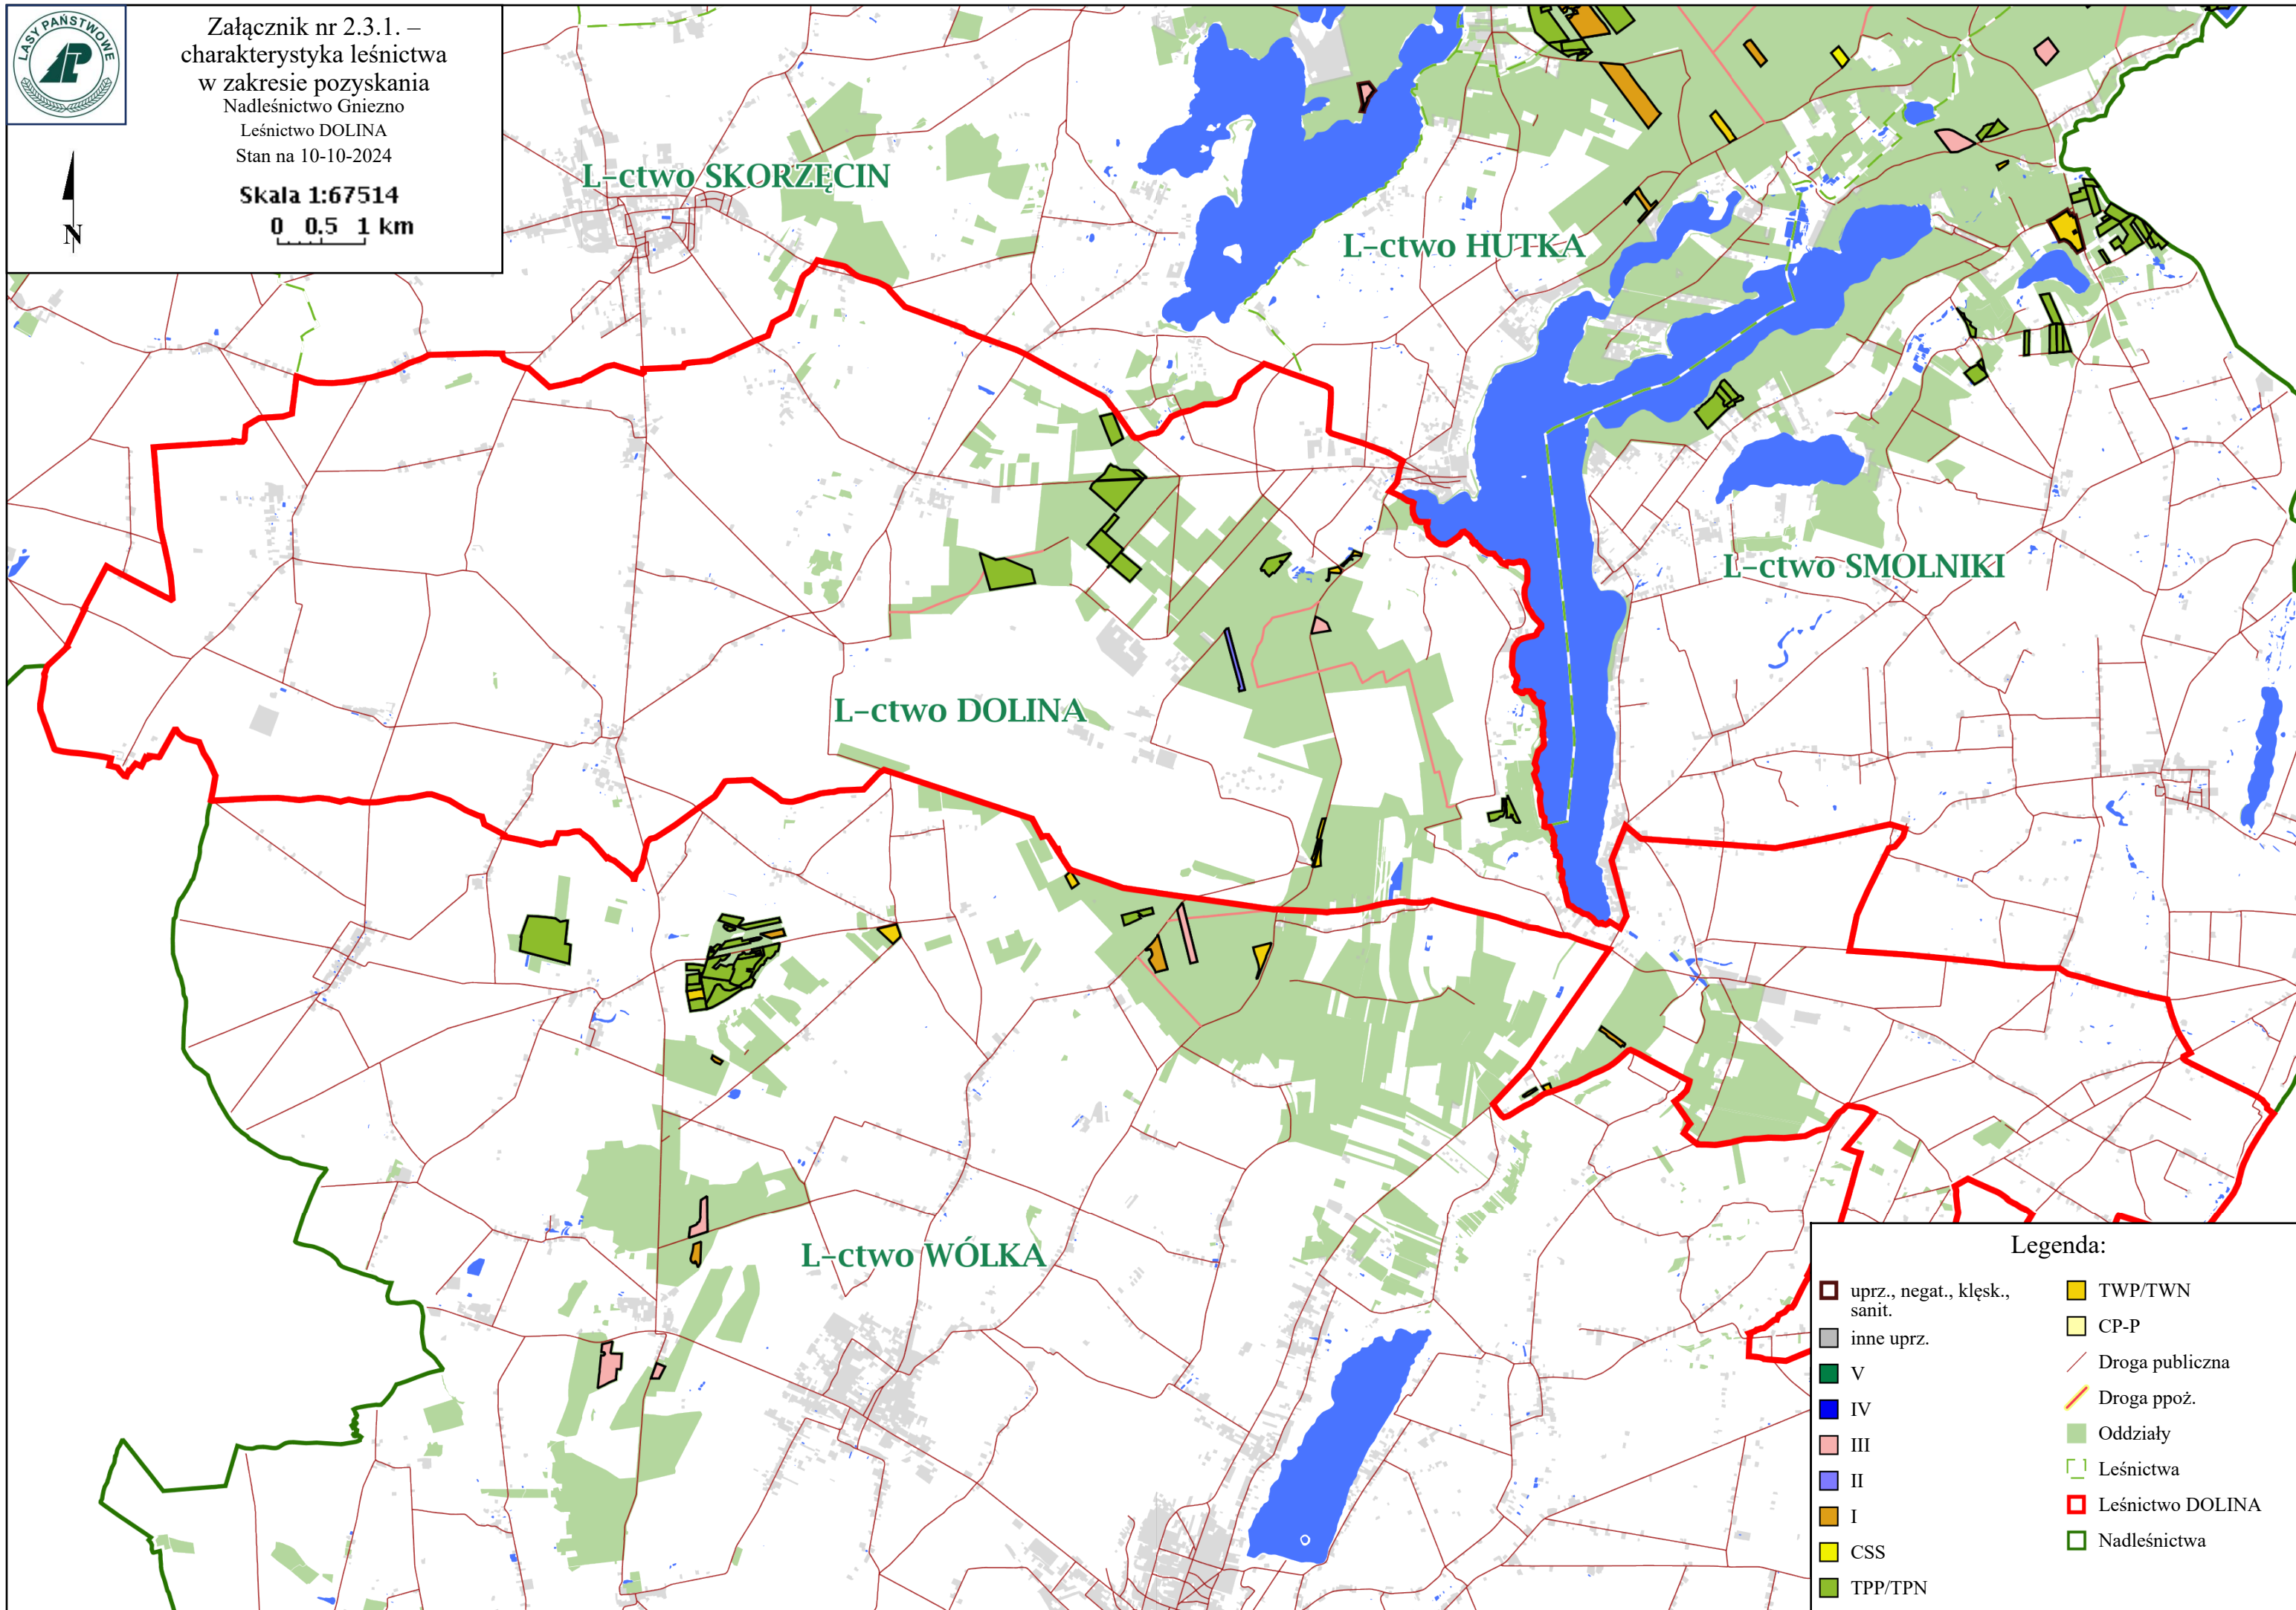 LASY PAŃSTWOWE
Załącznik nr 2.3.1. –
charakterystyka leśnictwa
w zakresie pozyskania
Nadleśnictwo Gniezno
Leśnictwo DOLINA
Stan na 10-10-2024
Skala 1:67514
0 0.5 1 km
N
L-ctwo SKORZĘCIN
L-ctwo HUTKA
L-ctwo SMOLNIKI
L-ctwo DOLINA
L-ctwo WÓLKA
Legenda:
uprz., negat., klęsk.,
sanit.
inne uprz.
V
IV
III
II
I
CSS
TPP/TPN
TWP/TWN
CP-P
Droga publiczna
Droga ppoż.
Oddziały
Leśnictwa
Leśnictwo DOLINA
Nadleśnictwa